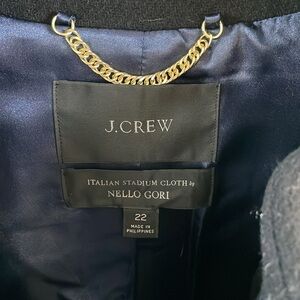 J.CREW
ITALIAN STADIUM CLOTH by
NELLO GORI
22
MADE IN
PHILIPPINES